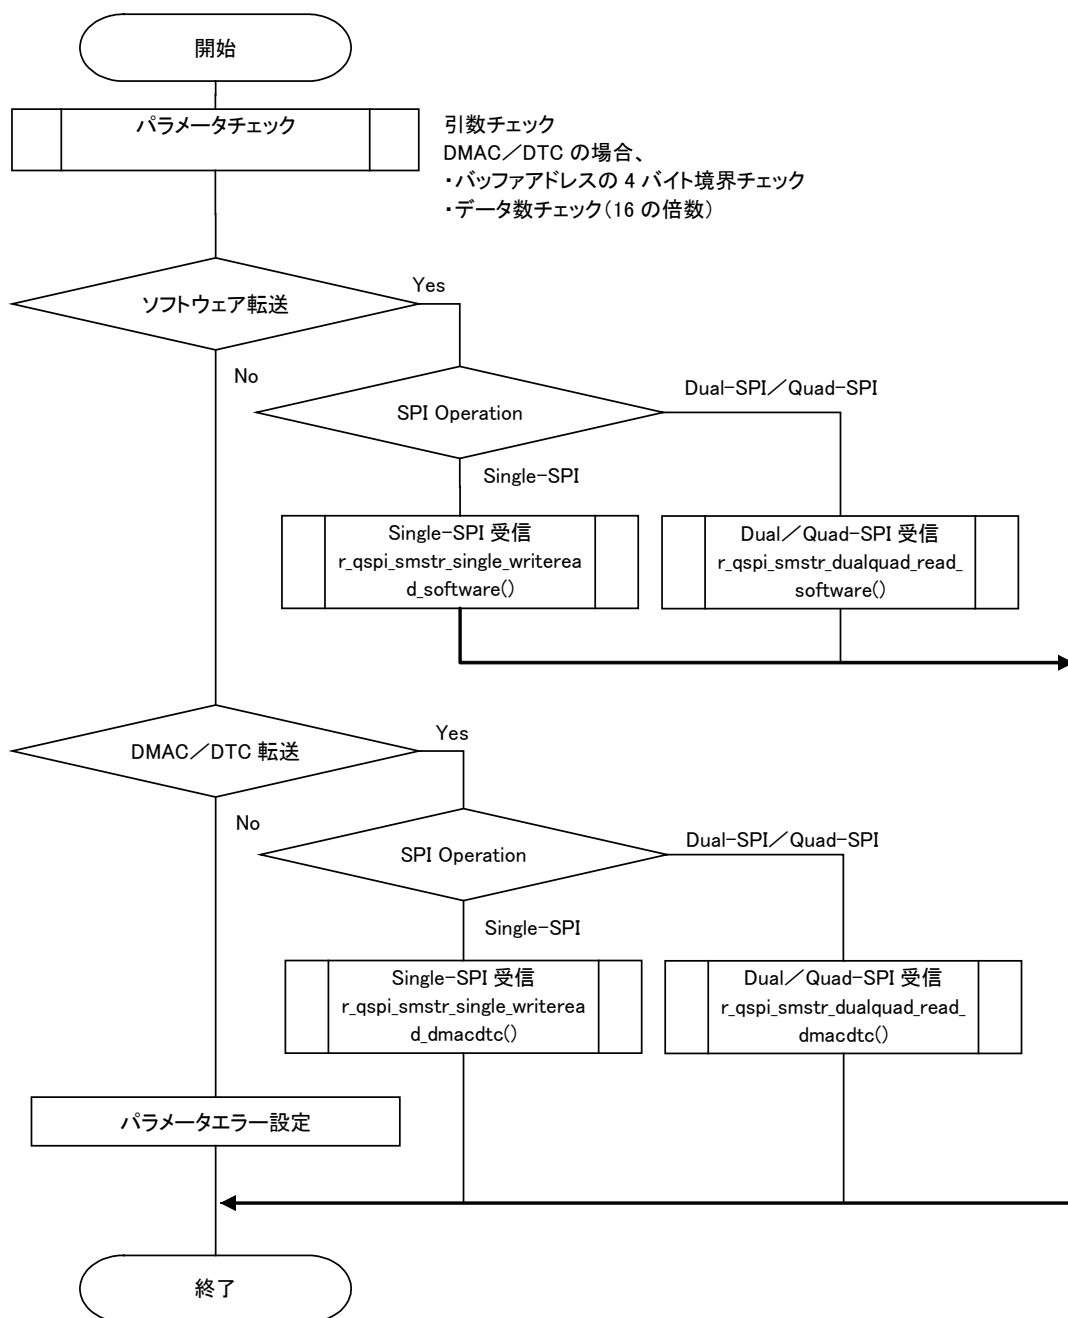 開始
パラメータチェック
引数チェック
DMAC／DTC の場合、
・バッファアドレスの 4 バイト境界チェック
・データ数チェック（16 の倍数）
ソフトウェア転送
Yes
No
SPI Operation
Dual-SPI／Quad-SPI
Single-SPI
Single-SPI 受信
r_qspi_smstr_single_writerea
d_software()
Dual／Quad-SPI 受信
r_qspi_smstr_dualquad_read_
software()
DMAC／DTC 転送
Yes
No
SPI Operation
Dual-SPI／Quad-SPI
Single-SPI
Single-SPI 受信
r_qspi_smstr_single_writerea
d_dmacdtc()
Dual／Quad-SPI 受信
r_qspi_smstr_dualquad_read_
dmacdtc()
パラメータエラー設定
終了